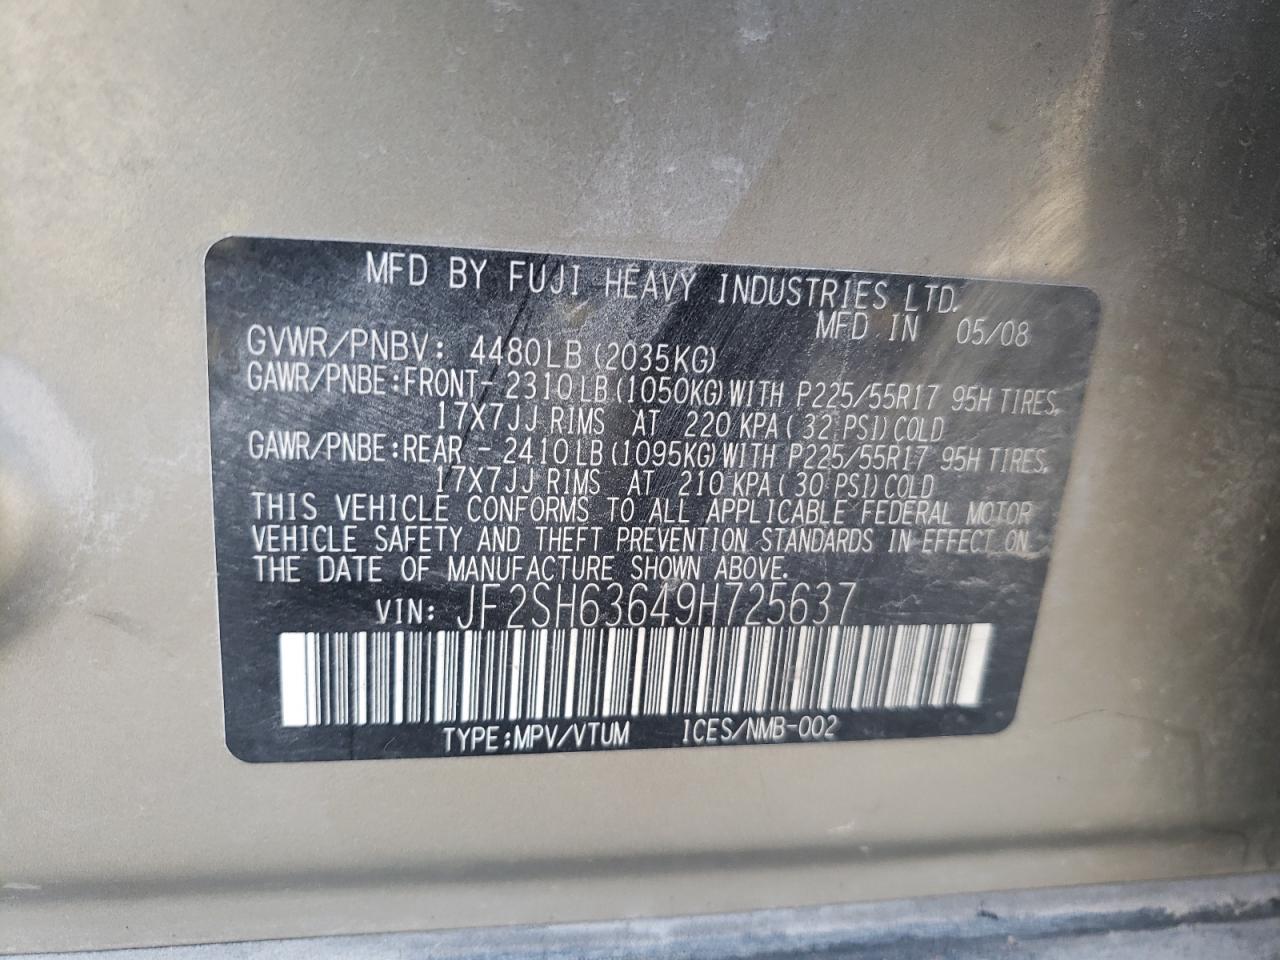 MFD BY FUJI HEAVY INDUSTRIES LTD.
MFD IN 05/08
GVWR/PNBV: 4480LB (2035KG)
GAWR/PNBE:FRONT- 2310LB(1050KG)WITH P225/55R17 95H TIRES,
17X7JJ RIMS AT 220 KPA(32 PSI)COLD
GAWR/PNBE:REAR - 2410LB(1095KG)WITH P225/55R17 95H TIRES,
17X7JJ RIMS AT 210 KPA(30 PSI)COLD
THIS VEHICLE CONFORMS TO ALL APPLICABLE FEDERAL MOTOR
VEHICLE SAFETY AND THEFT PREVENTION STANDARDS IN EFFECT ON
THE DATE OF MANUFACTURE SHOWN ABOVE.
VIN: JF2SH63649H725637
TYPE:MPV/VTUM ICES/NMB-002